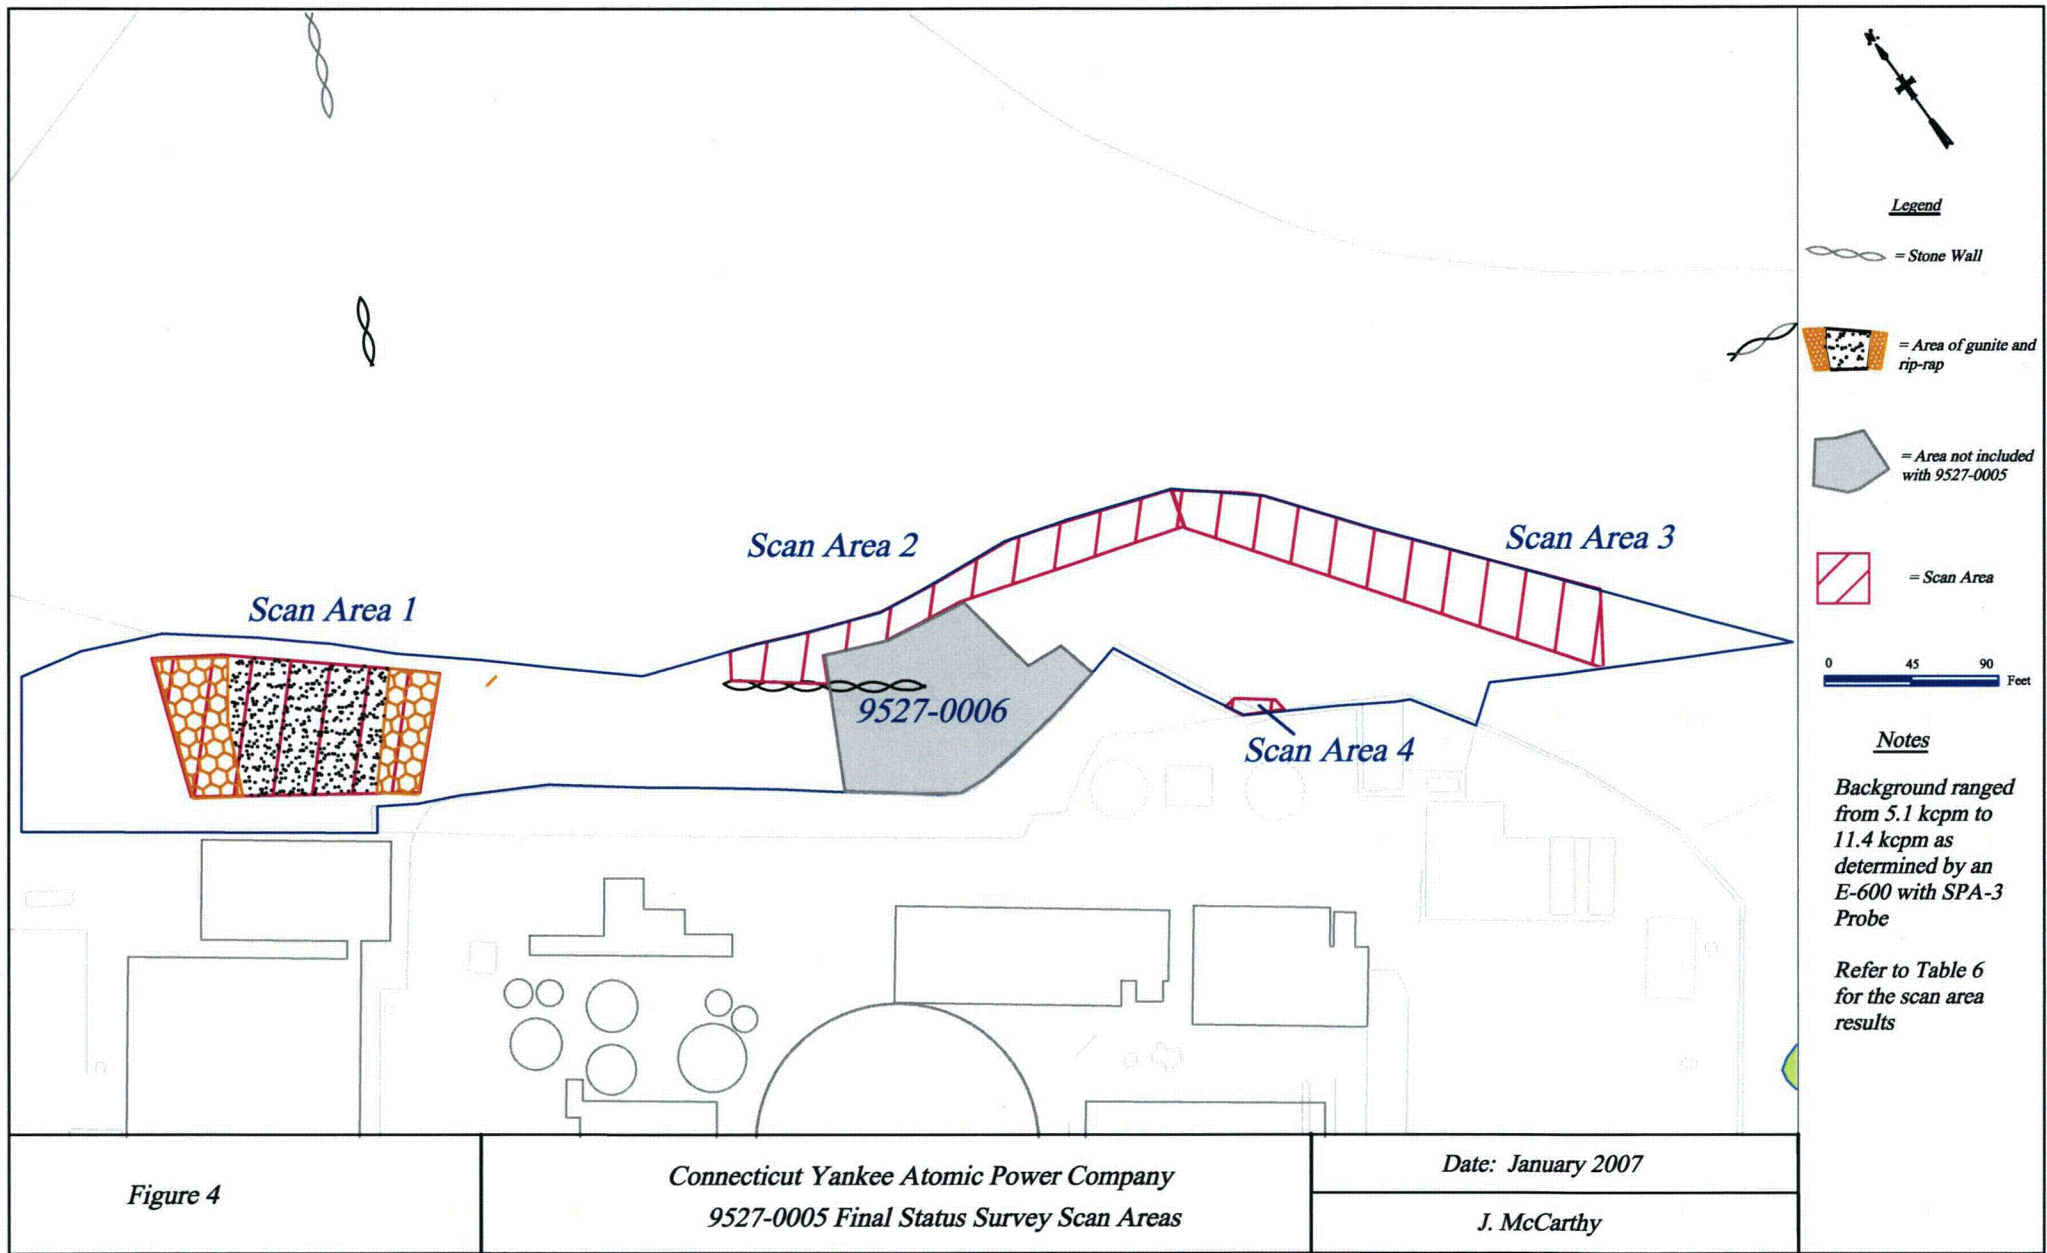 N
Legend
= Stone Wall
= Area of gunite and
rip-rap
= Area not included
with 9527-0005
Scan Area 2
Scan Area 3
= Scan Area
Scan Area 1
0 45 90
Feet
9527-0006
Scan Area 4
Notes
Background ranged
from 5.1 kcpm to
11.4 kcpm as
determined by an
E-600 with SPA-3
Probe
Refer to Table 6
for the scan area
results
Figure 4
Connecticut Yankee Atomic Power Company
9527-0005 Final Status Survey Scan Areas
Date: January 2007
J. McCarthy